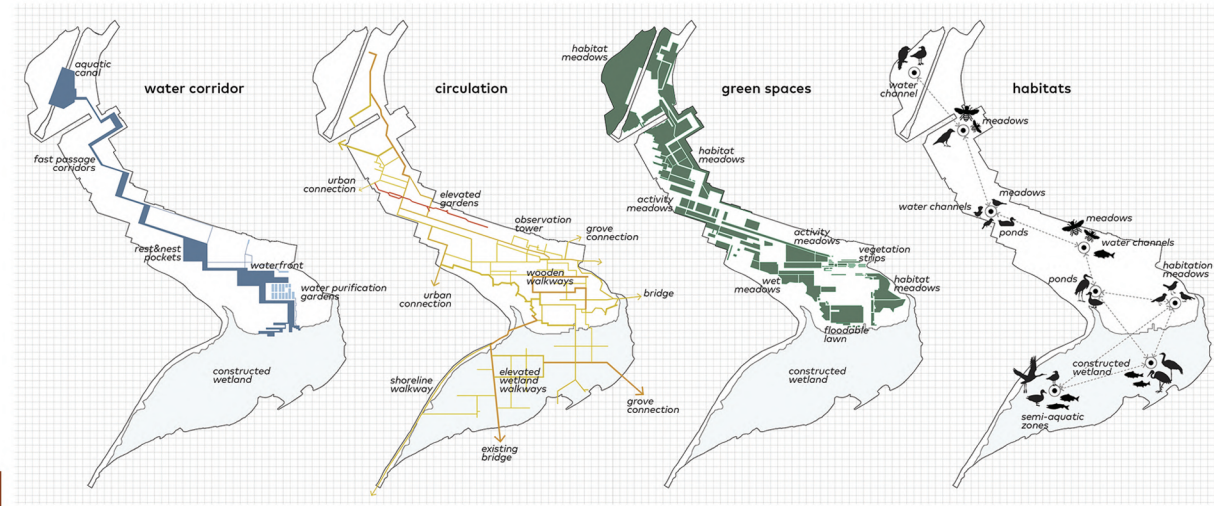 water corridor
aquatic
canal
fast passage
corridors
rest&nest
pockets
waterfront
water purification
gardens
constructed
wetland
circulation
urban
connection
elevated
gardens
observation
tower
grove
connection
wooden
walkways
urban
connection
bridge
shoreline
walkway
elevated
wetland
walkways
grove
connection
existing
bridge
green spaces
habitat
meadows
habitat
meadows
activity
meadows
activity
meadows
vegetation
strips
wet
meadows
habitat
meadows
floodable
lawn
constructed
wetland
habitats
water
channel
meadows
meadows
water channels
ponds
meadows
water channels
habitation
meadows
ponds
constructed
wetland
semi-aquatic
zones